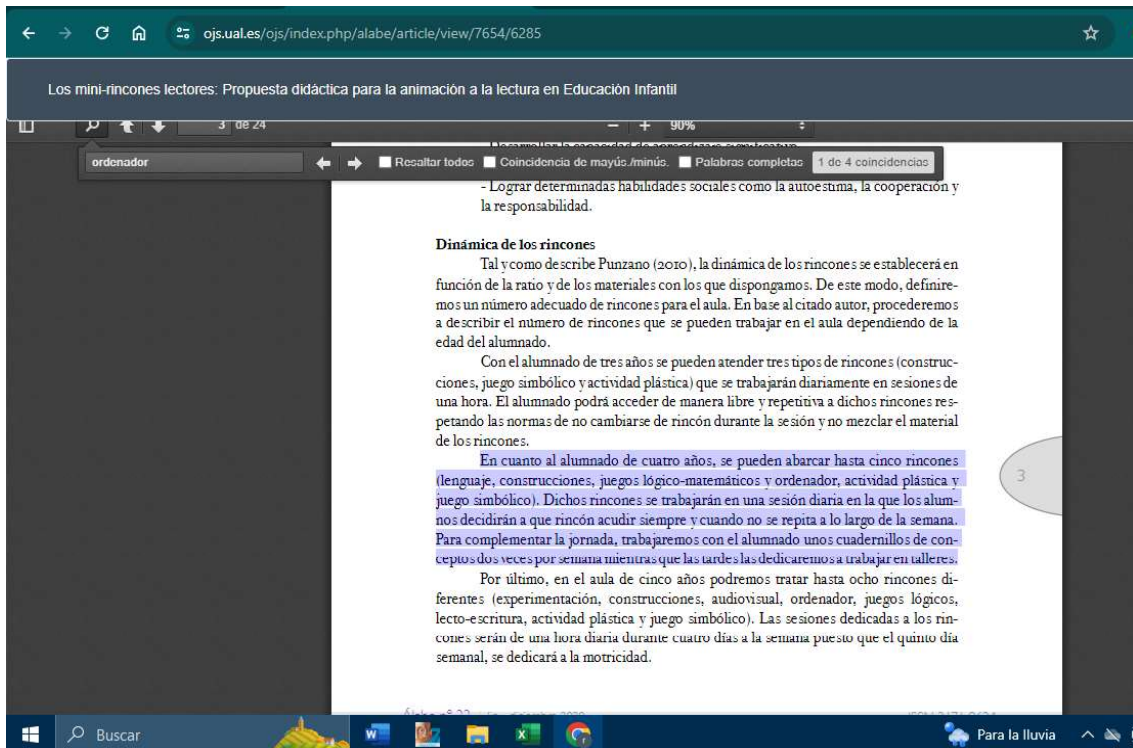 ojs.ual.es/ojs/index.php/alabe/article/view/7654/6285
Los mini-rincones lectores: Propuesta didáctica para la animación a la lectura en Educación Infantil
3 de 24
90%
ordenador
Resaltar todos
Coincidencia de mayús./minús.
Palabras completas
1 de 4 coincidencias
- Desarrollar la capacidad de aprendizaje significativo.
- Lograr determinadas habilidades sociales como la autoestima, la cooperación y
la responsabilidad.
Dinámica de los rincones
Tal y como describe Punzano (2010), la dinámica de los rincones se establecerá en
función de la ratio y de los materiales con los que dispongamos. De este modo, definire-
mos un número adecuado de rincones para el aula. En base al citado autor, procederemos
a describir el número de rincones que se pueden trabajar en el aula dependiendo de la
edad del alumnado.
Con el alumnado de tres años se pueden atender tres tipos de rincones (construc-
ciones, juego simbólico y actividad plástica) que se trabajarán diariamente en sesiones de
una hora. El alumnado podrá acceder de manera libre y repetitiva a dichos rincones res-
petando las normas de no cambiarse de rincón durante la sesión y no mezclar el material
de los rincones.
En cuanto al alumnado de cuatro años, se pueden abarcar hasta cinco rincones
(lenguaje, construcciones, juegos lógico-matemáticos y ordenador, actividad plástica y
juego simbólico). Dichos rincones se trabajarán en una sesión diaria en la que los alum-
nos decidirán a que rincón acudir siempre y cuando no se repita a lo largo de la semana.
Para complementar la jornada, trabajaremos con el alumnado unos cuadernillos de con-
ceptos dos veces por semana mientras que las tardes las dedicaremos a trabajar en talleres.
3
Por último, en el aula de cinco años podremos tratar hasta ocho rincones di-
ferentes (experimentación, construcciones, audiovisual, ordenador, juegos lógicos,
lecto-escritura, actividad plástica y juego simbólico). Las sesiones dedicadas a los rin-
cones serán de una hora diaria durante cuatro días a la semana puesto que el quinto día
semanal, se dedicará a la motricidad.
Buscar
Para la lluvia